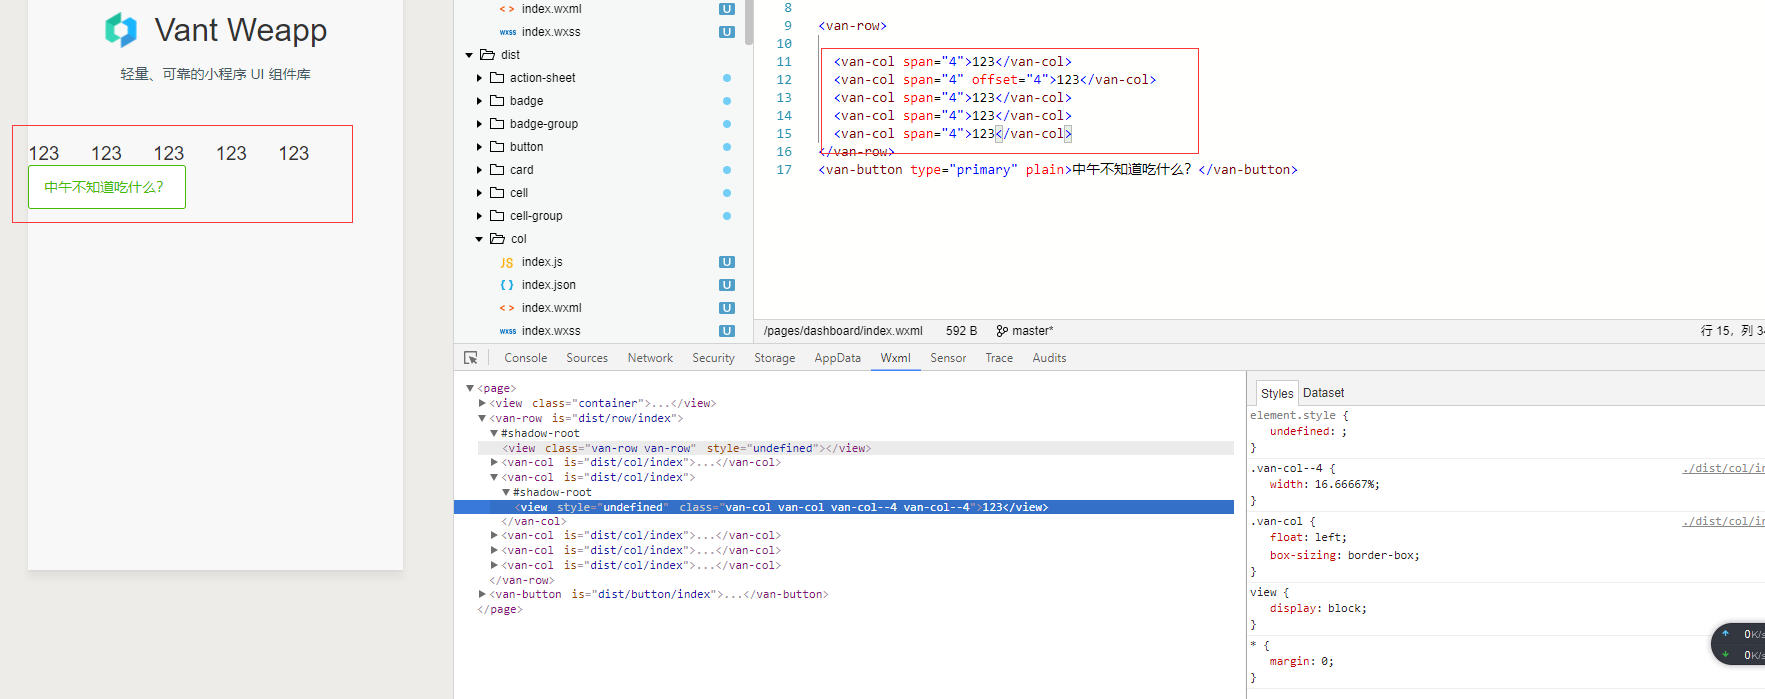 Vant Weapp
轻量、可靠的小程序 UI 组件库
123 123 123 123 123
中午不知道吃什么？
index.wxml U
wxss index.wxss U
dist
action-sheet
badge
badge-group
button
card
cell
cell-group
col
JS index.js U
{ } index.json U
< > index.wxml U
wxss index.wxss U
8
9 <van-row>
10
11 <van-col span="4">123</van-col>
12 <van-col span="4" offset="4">123</van-col>
13 <van-col span="4">123</van-col>
14 <van-col span="4">123</van-col>
15 <van-col span="4">123</van-col>
16 </van-row>
17 <van-button type="primary" plain>中午不知道吃什么？</van-button>
/pages/dashboard/index.wxml 592 B master*
行 15，列 34
Console Sources Network Security Storage AppData Wxml Sensor Trace Audits
<page>
<view class="container">...</view>
<van-row is="dist/row/index">
#shadow-root
<view class="van-row van-row" style="undefined"></view>
<van-col is="dist/col/index">...</van-col>
<van-col is="dist/col/index">
#shadow-root
<view style="undefined" class="van-col van-col van-col--4 van-col--4">123</view>
</van-col>
<van-col is="dist/col/index">...</van-col>
<van-col is="dist/col/index">...</van-col>
<van-col is="dist/col/index">...</van-col>
</van-row>
<van-button is="dist/button/index">...</van-button>
</page>
Styles Dataset
element.style {
undefined: ;
}
.van-col--4 { ./dist/col/in
width: 16.66667%;
}
.van-col { ./dist/col/in
float: left;
box-sizing: border-box;
}
view {
display: block;
}
* {
margin: 0;
}
0K/s
0K/s